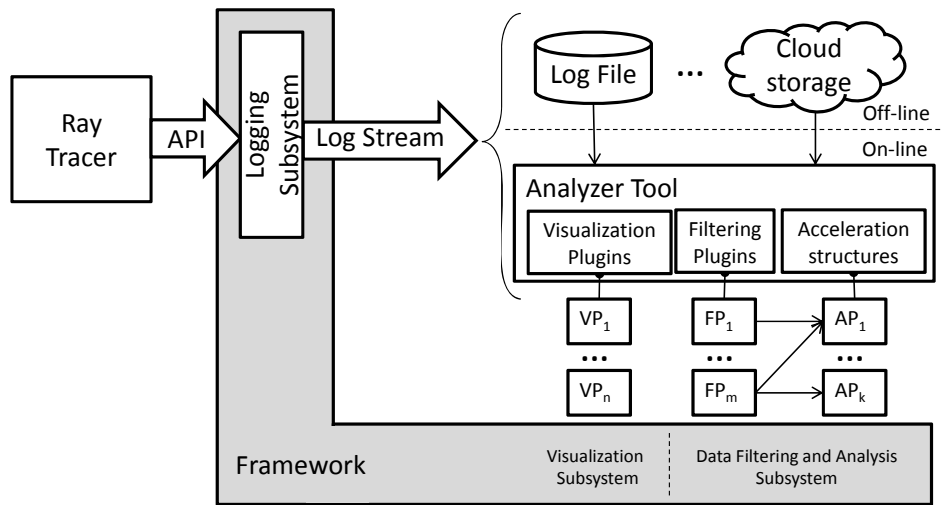 Ray
Tracer
API
Logging
Subsystem
Log Stream
Log File
...
Cloud
storage
Off-line
On-line
Analyzer Tool
Visualization
Plugins
Filtering
Plugins
Acceleration
structures
VP1
FP1
AP1
...
...
...
VPn
FPm
APk
Framework
Visualization
Subsystem
Data Filtering and Analysis
Subsystem